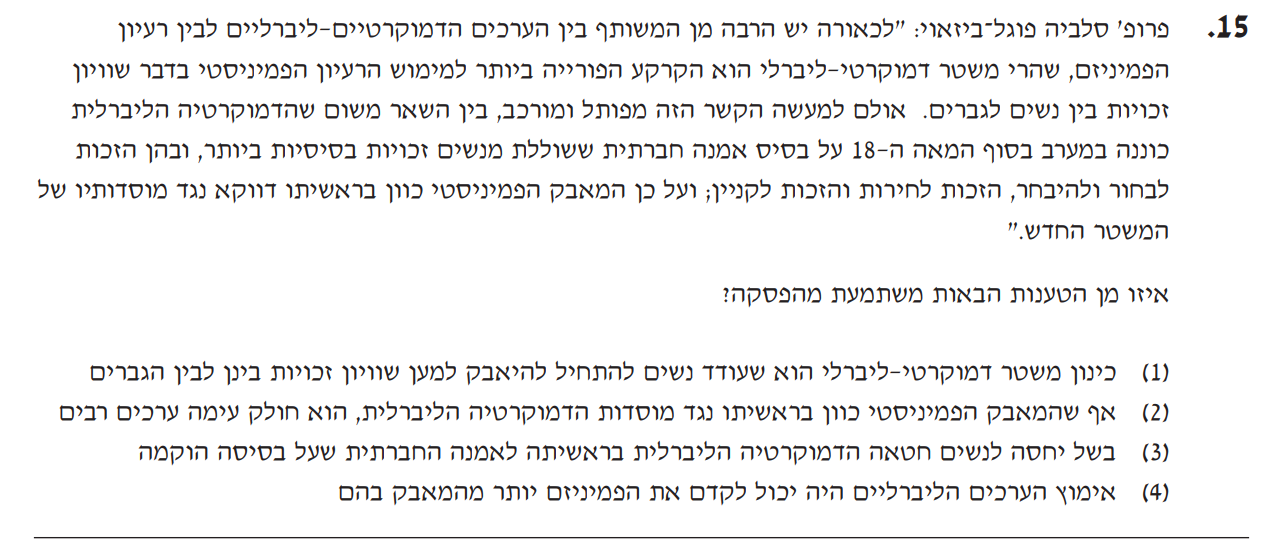 15. פרופ' סלביה פוגל־ביזאוי: "לכאורה יש הרבה מן המשותף בין הערכים הדמוקרטיים–ליברליים לבין רעיון
הפמיניזם, שהרי משטר דמוקרטי–ליברלי הוא הקרקע הפורייה ביותר למימוש הרעיון הפמיניסטי בדבר שוויון
זכויות בין נשים לגברים. אולם למעשה הקשר הזה מפותל ומורכב, בין השאר משום שהדמוקרטיה הליברלית
כוננה במערב בסוף המאה ה–18 על בסיס אמנה חברתית ששוללת מנשים זכויות בסיסיות ביותר, ובהן הזכות
לבחור ולהיבחר, הזכות לחירות והזכות לקניין; ועל כן המאבק הפמיניסטי כוון בראשיתו דווקא נגד מוסדותיו של
המשטר החדש."
איזו מן הטענות הבאות משתמעת מהפסקה?
(1) כינון משטר דמוקרטי–ליברלי הוא שעודד נשים להתחיל להיאבק למען שוויון זכויות בינן לבין הגברים
(2) אף שהמאבק הפמיניסטי כוון בראשיתו נגד מוסדות הדמוקרטיה הליברלית, הוא חולק עימה ערכים רבים
(3) בשל יחסה לנשים חטאה הדמוקרטיה הליברלית בראשיתה לאמנה החברתית שעל בסיסה הוקמה
(4) אימוץ הערכים הליברליים היה יכול לקדם את הפמיניזם יותר מהמאבק בהם